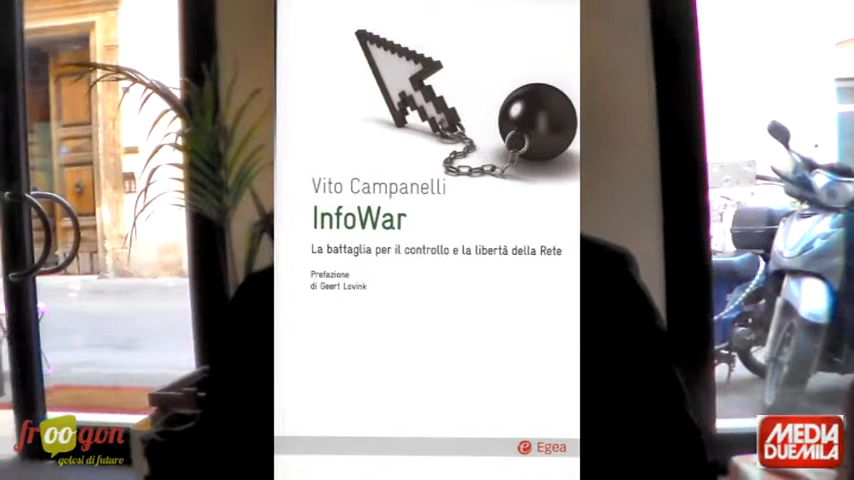 Vito Campanelli
InfoWar
La battaglia per il controllo e la libertà della Rete
Prefazione
di Geert Lovink
Egea
froogon
golosi di futuro
MEDIA
DUEMILA